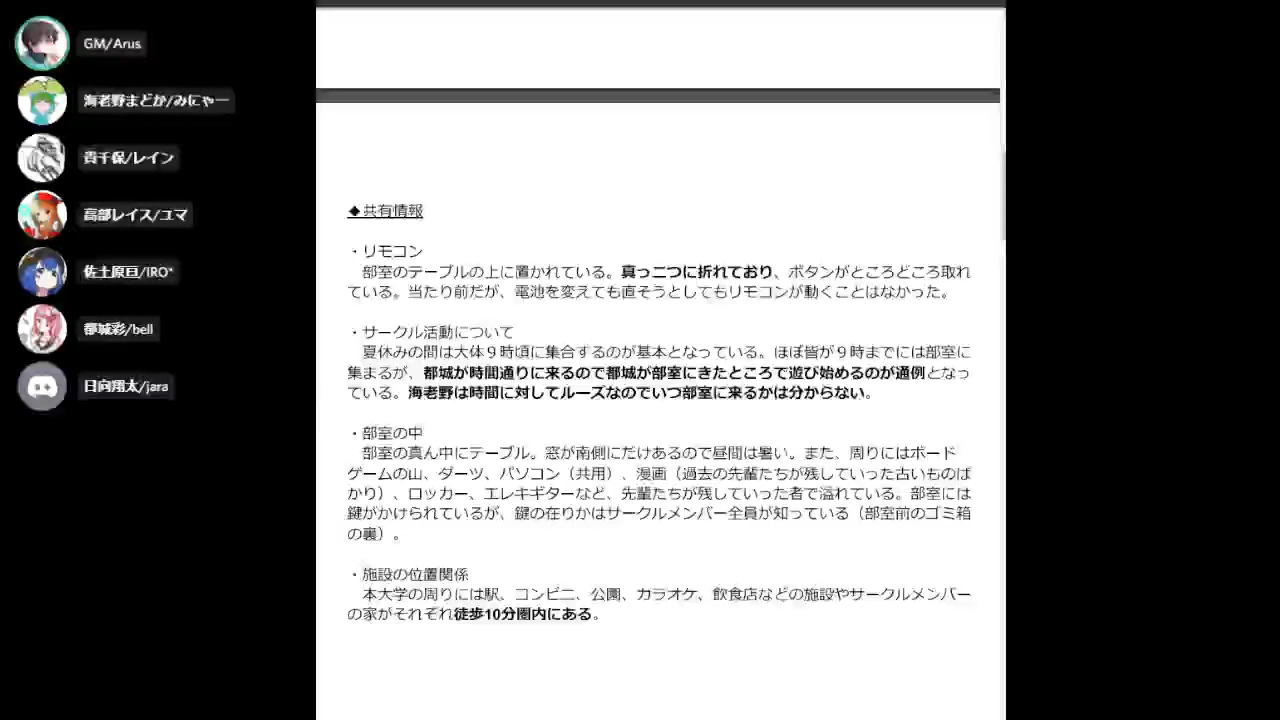 GM/Arus
海老野まどか/みにゃー
貴千保/レイン
高部レイス/ユマ
佐土原亘/IRO*
都城彩/bell
日向翔太/jara
◆共有情報
・リモコン
部室のテーブルの上に置かれている。真っ二つに折れており、ボタンがところどころ取れ
ている。当たり前だが、電池を変えても直そうとしてもリモコンが動くことはなかった。
・サークル活動について
夏休みの間は大体９時頃に集合するのが基本となっている。ほぼ皆が９時までには部室に
集まるが、都城が時間通りに来るので都城が部室にきたところで遊び始めるのが通例となっ
ている。海老野は時間に対してルーズなのでいつ部室に来るかは分からない。
・部室の中
部室の真ん中にテーブル。窓が南側にだけあるので昼間は暑い。また、周りにはボード
ゲームの山、ダーツ、パソコン（共用）、漫画（過去の先輩たちが残していった古いものば
かり）、ロッカー、エレキギターなど、先輩たちが残していった者で溢れている。部室には
鍵がかけられているが、鍵の在りかはサークルメンバー全員が知っている（部室前のゴミ箱
の裏）。
・施設の位置関係
本大学の周りには駅、コンビニ、公園、カラオケ、飲食店などの施設やサークルメンバー
の家がそれぞれ徒歩10分圏内にある。